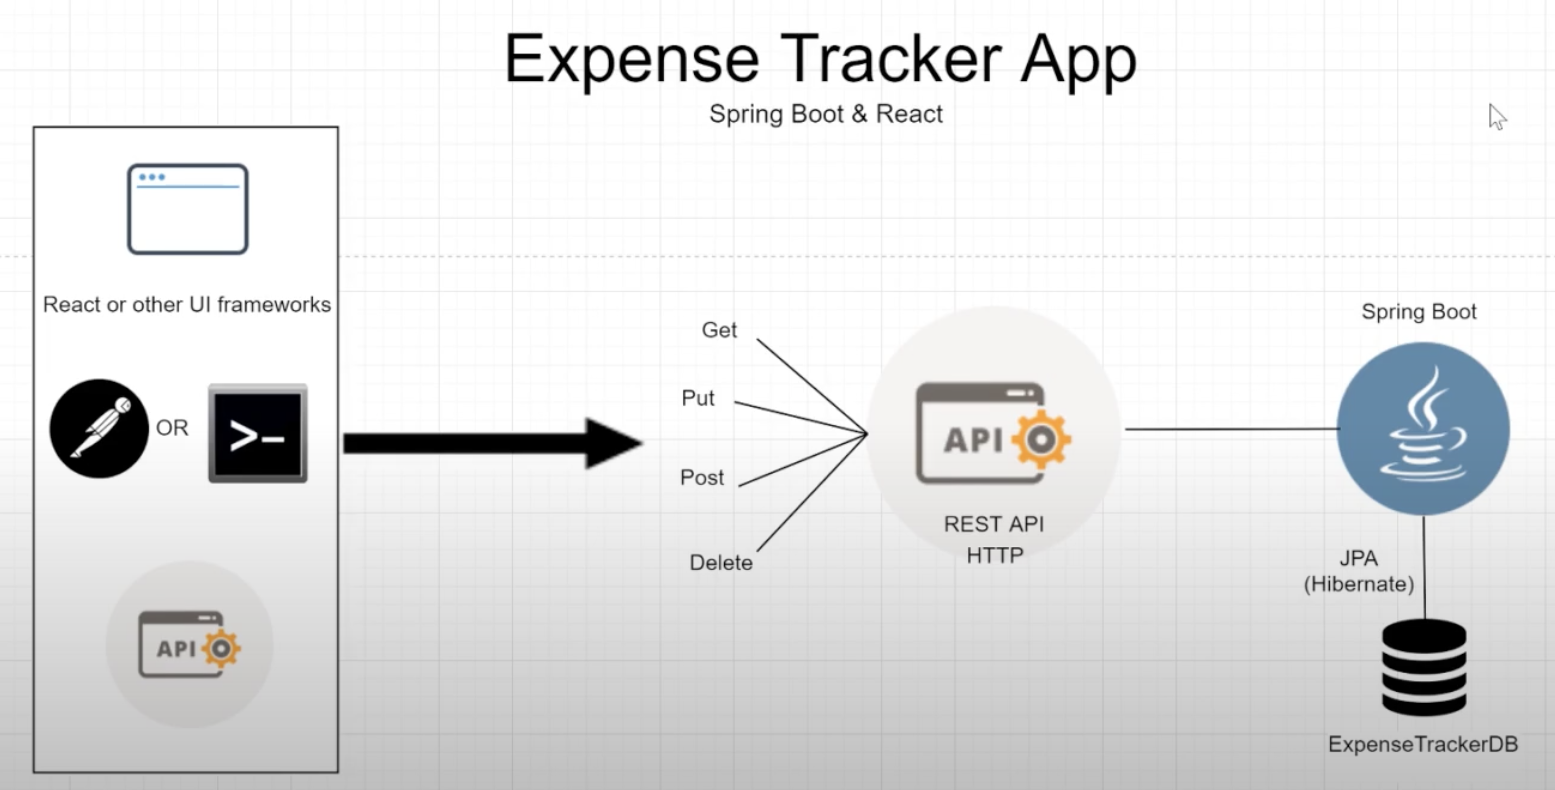 Expense Tracker App
Spring Boot & React
React or other UI frameworks
OR
>-
API
Get
Put
Post
Delete
API
REST API
HTTP
Spring Boot
JPA
(Hibernate)
ExpenseTrackerDB